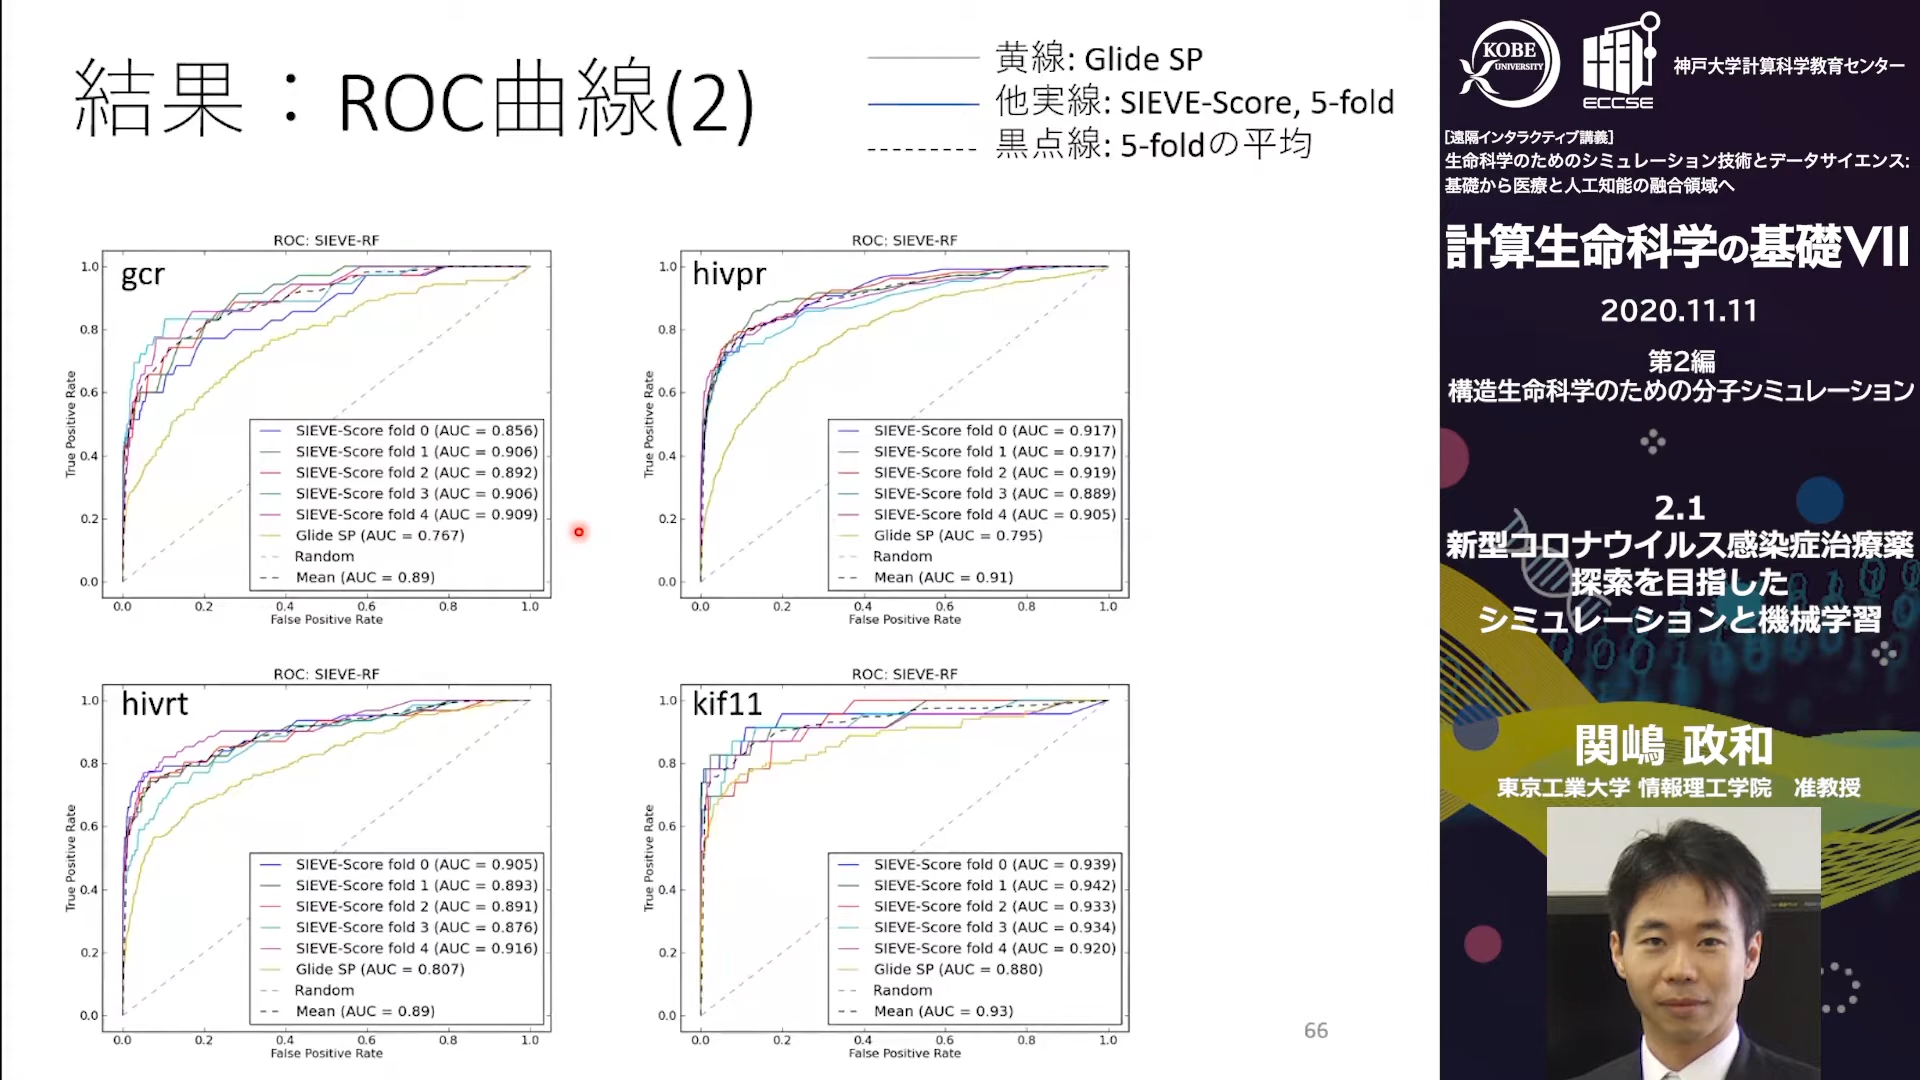 結果：ROC曲線(2)
黄線: Glide SP
他実線: SIEVE-Score, 5-fold
黒点線: 5-foldの平均
ROC: SIEVE-RF
gcr
True Positive Rate
1.0
0.8
0.6
0.4
0.2
0.0
SIEVE-Score fold 0 (AUC = 0.856)
SIEVE-Score fold 1 (AUC = 0.906)
SIEVE-Score fold 2 (AUC = 0.892)
SIEVE-Score fold 3 (AUC = 0.906)
SIEVE-Score fold 4 (AUC = 0.909)
Glide SP (AUC = 0.767)
Random
Mean (AUC = 0.89)
0.0 0.2 0.4 0.6 0.8 1.0
False Positive Rate
ROC: SIEVE-RF
hivpr
True Positive Rate
1.0
0.8
0.6
0.4
0.2
0.0
SIEVE-Score fold 0 (AUC = 0.917)
SIEVE-Score fold 1 (AUC = 0.917)
SIEVE-Score fold 2 (AUC = 0.919)
SIEVE-Score fold 3 (AUC = 0.889)
SIEVE-Score fold 4 (AUC = 0.905)
Glide SP (AUC = 0.795)
Random
Mean (AUC = 0.91)
0.0 0.2 0.4 0.6 0.8 1.0
False Positive Rate
ROC: SIEVE-RF
hivrt
True Positive Rate
1.0
0.8
0.6
0.4
0.2
0.0
SIEVE-Score fold 0 (AUC = 0.905)
SIEVE-Score fold 1 (AUC = 0.893)
SIEVE-Score fold 2 (AUC = 0.891)
SIEVE-Score fold 3 (AUC = 0.876)
SIEVE-Score fold 4 (AUC = 0.916)
Glide SP (AUC = 0.807)
Random
Mean (AUC = 0.89)
0.0 0.2 0.4 0.6 0.8 1.0
False Positive Rate
ROC: SIEVE-RF
kif11
True Positive Rate
1.0
0.8
0.6
0.4
0.2
0.0
SIEVE-Score fold 0 (AUC = 0.939)
SIEVE-Score fold 1 (AUC = 0.942)
SIEVE-Score fold 2 (AUC = 0.933)
SIEVE-Score fold 3 (AUC = 0.934)
SIEVE-Score fold 4 (AUC = 0.920)
Glide SP (AUC = 0.880)
Random
Mean (AUC = 0.93)
0.0 0.2 0.4 0.6 0.8 1.0
False Positive Rate
66
KOBE
UNIVERSITY
ECCSE
神戸大学計算科学教育センター
[遠隔インタラクティブ講義]
生命科学のためのシミュレーション技術とデータサイエンス:
基礎から医療と人工知能の融合領域へ
計算生命科学の基礎VII
2020.11.11
第2編
構造生命科学のための分子シミュレーション
2.1
新型コロナウイルス感染症治療薬
探索を目指した
シミュレーションと機械学習
関嶋 政和
東京工業大学 情報理工学院　准教授